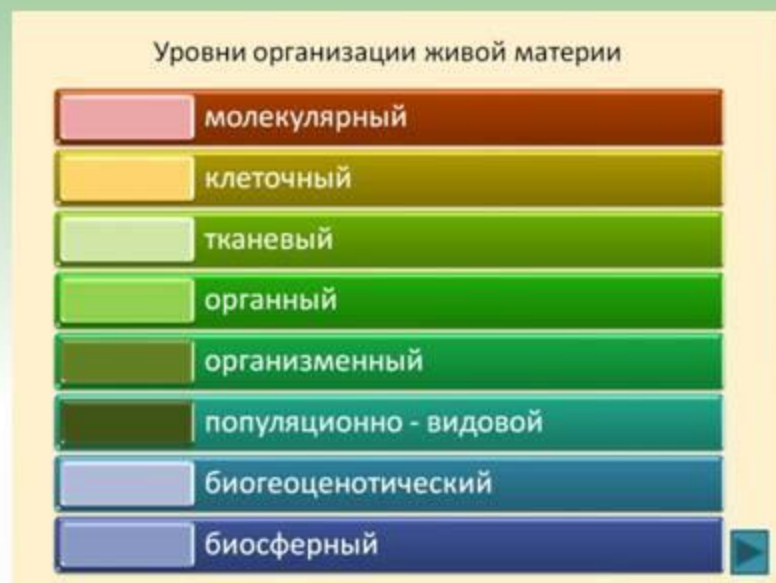 Уровни организации живой материи
молекулярный
клеточный
тканевый
органный
организменный
популяционно - видовой
биогеоценотический
биосферный